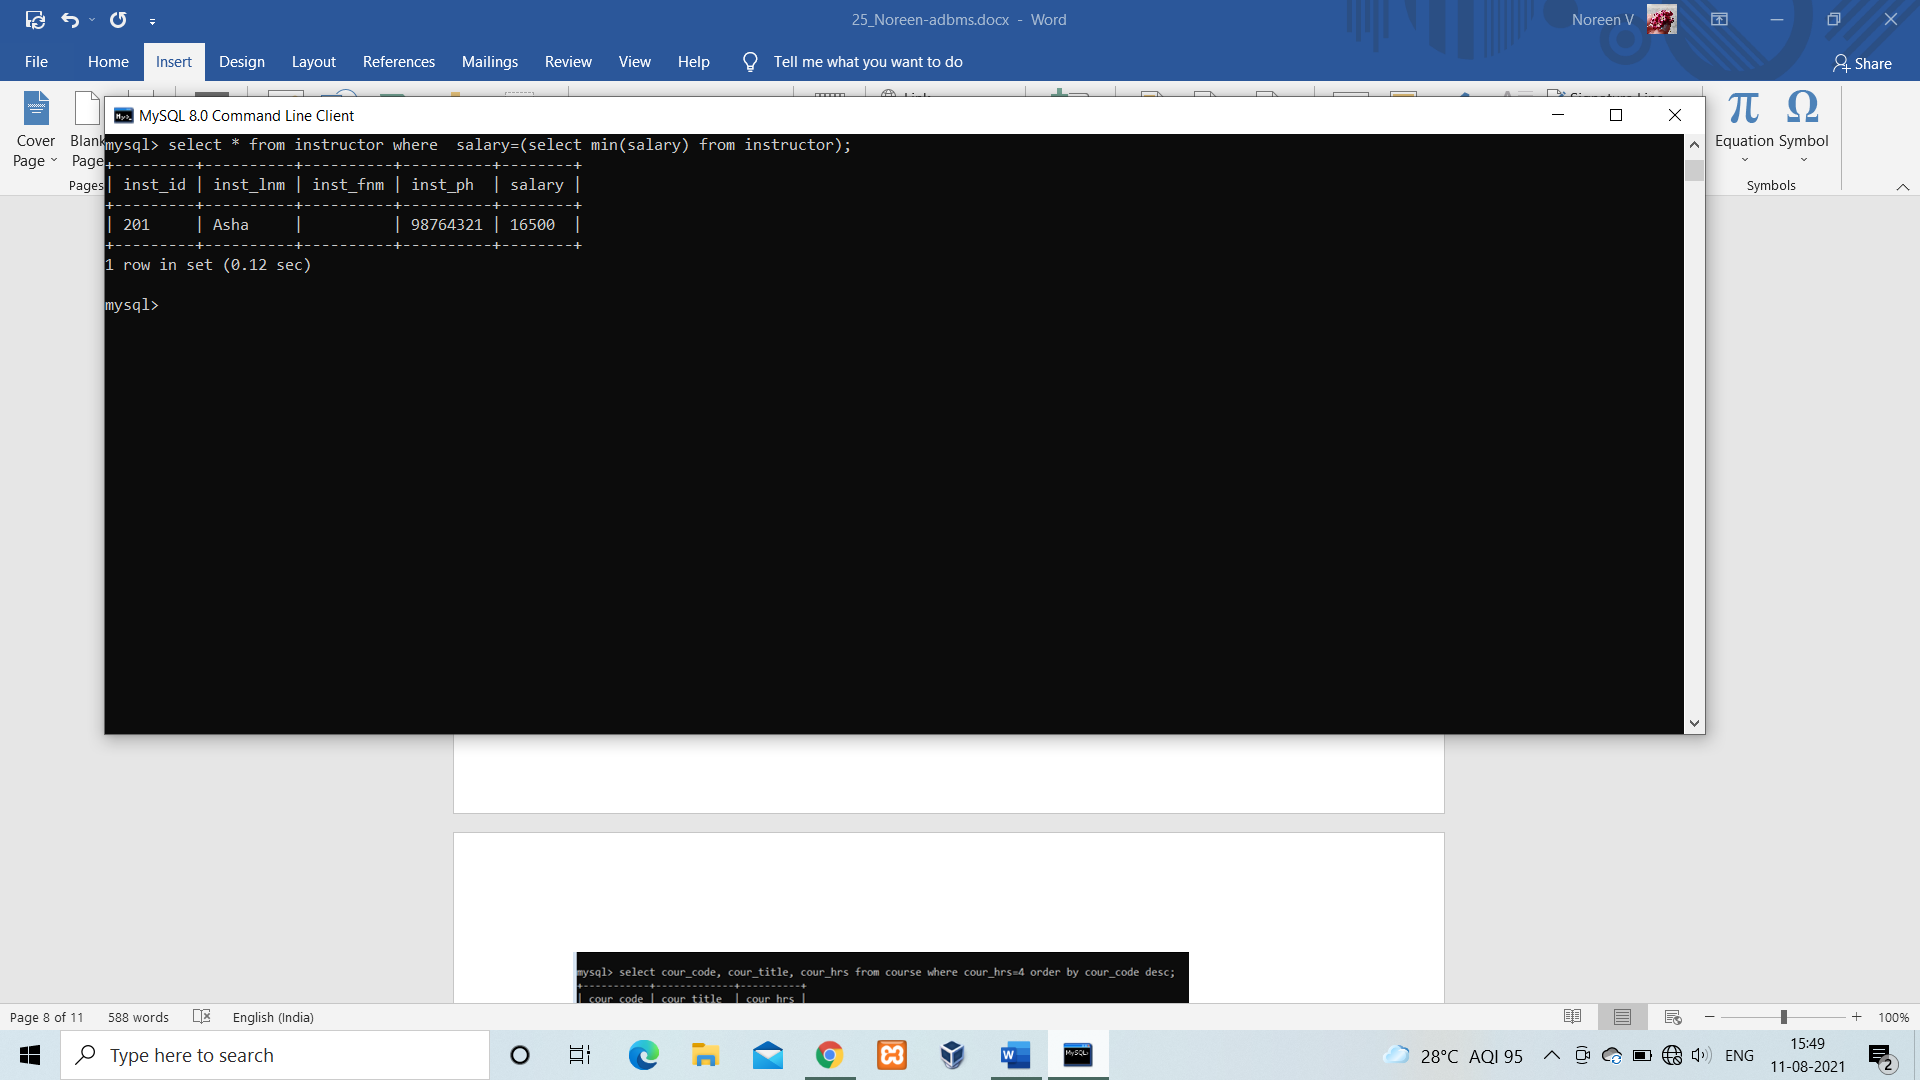 25_Noreen-adbms.docx - Word
Noreen V
File Home Insert Design Layout References Mailings Review View Help Tell me what you want to do
Share
MySQL 8.0 Command Line Client
Cover Page
Blank Page
Pages
Equation Symbol
Symbols
mysql> select * from instructor where  salary=(select min(salary) from instructor);
+---------+----------+----------+----------+--------+
| inst_id | inst_lnm | inst_fnm | inst_ph  | salary |
+---------+----------+----------+----------+--------+
| 201     | Asha     |          | 98764321 | 16500  |
+---------+----------+----------+----------+--------+
1 row in set (0.12 sec)
mysql>
mysql> select cour_code, cour_title, cour_hrs from course where cour_hrs=4 order by cour_code desc;
+-----------+------------+----------+
| cour_code | cour_title | cour_hrs |
Page 8 of 11 588 words English (India)
100%
Type here to search
28°C AQI 95
ENG
15:49
11-08-2021
2